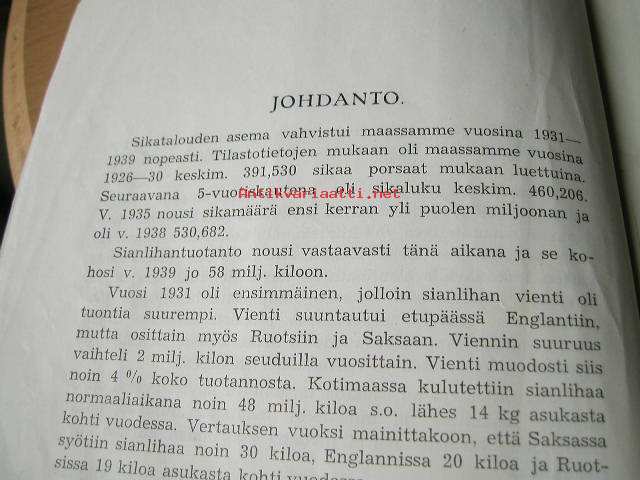 JOHDANTO.
Sikatalouden asema vahvistui maassamme vuosina 1931—
1939 nopeasti. Tilastotietojen mukaan oli maassamme vuosina
1926—30 keskim. 391,530 sikaa porsaat mukaan luettuina.
Seuraavana 5-vuotiskautena oli sikaluku keskim. 460,206.
Antikvariaatti.net
V. 1935 nousi sikamäärä ensi kerran yli puolen miljoonan ja
oli v. 1938 530,682.
Sianlihantuotanto nousi vastaavasti tänä aikana ja se ko-
hosi v. 1939 jo 58 milj. kiloon.
Vuosi 1931 oli ensimmäinen, jolloin sianlihan vienti oli
tuontia suurempi. Vienti suuntautui etupäässä Englantiin,
mutta osittain myös Ruotsiin ja Saksaan. Viennin suuruus
vaihteli 2 milj. kilon seuduilla vuosittain. Vienti muodosti siis
noin 4 % koko tuotannosta. Kotimaassa kulutettiin sianlihaa
normaaliaikana noin 48 milj. kiloa s.o. lähes 14 kg asukasta
kohti vuodessa. Vertauksen vuoksi mainittakoon, että Saksassa
syötiin sianlihaa noin 30 kiloa, Englannissa 20 kiloa ja Ruot-
sissa 19 kiloa asukasta kohti vuodessa